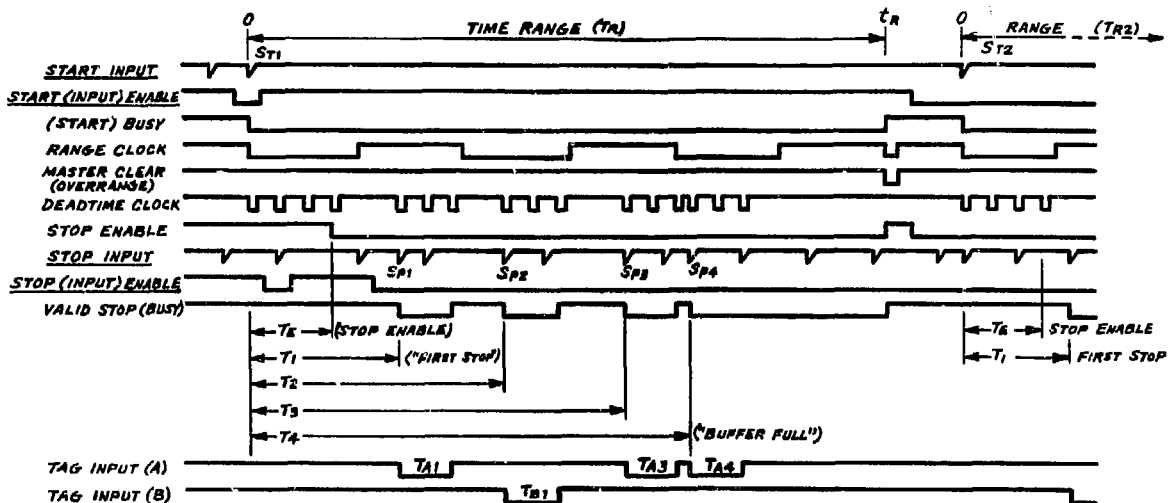 0 TIME RANGE (TR) tR 0 RANGE (TR2)
ST1 ST2
START INPUT
START (INPUT) ENABLE
(START) BUSY
RANGE CLOCK
MASTER CLEAR
(OVERRANGE)
DEADTIME CLOCK
STOP ENABLE
STOP INPUT
SP1 SP2 SP3 SP4
STOP (INPUT) ENABLE
VALID STOP (BUSY)
TE (STOP ENABLE) TE STOP ENABLE
T1 ("FIRST STOP") T1 FIRST STOP
T2
T3
T4 ("BUFFER FULL")
TAG INPUT (A) TA1 TA3 TA4
TAG INPUT (B) TB1